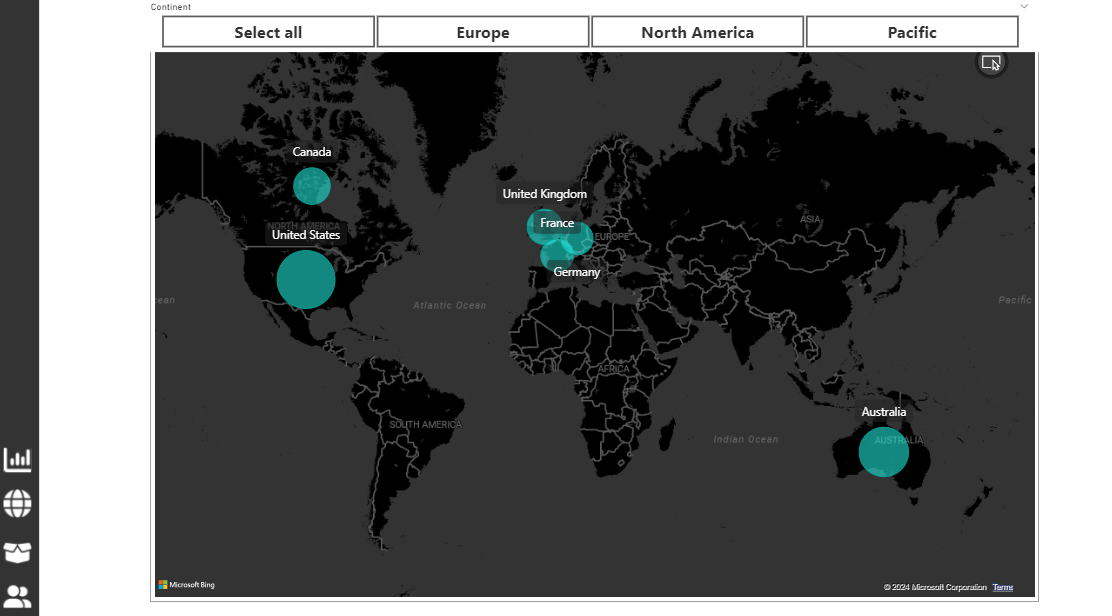 Continent
Select all
Europe
North America
Pacific
Canada
NORTH AMERICA
United States
United Kingdom
France
EUROPE
Germany
ASIA
Atlantic Ocean
Pacific
AFRICA
SOUTH AMERICA
Indian Ocean
Australia
AUSTRALIA
Microsoft Bing
© 2024 Microsoft Corporation Terms